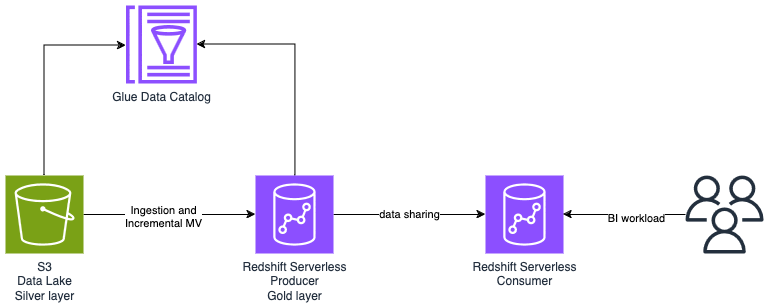 Glue Data Catalog
Ingestion and
Incremental MV
data sharing
BI workload
S3
Data Lake
Silver layer
Redshift Serverless
Producer
Gold layer
Redshift Serverless
Consumer